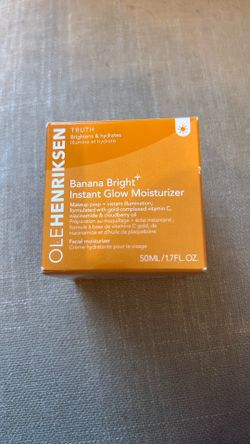 OLEHENRIKSEN
TRUTH
Brightens & hydrates
Illumine et hydrate
Banana Bright+
Instant Glow Moisturizer
Makeup prep + instant illumination,
formulated with gold-complexed vitamin C,
niacinamide & cloudberry oil
Préparation au maquillage + éclat instantané ;
formule à base de vitamine C gold, de
niacinamide et d'huile de plaquebière
Facial moisturizer
Crème hydratante pour le visage
50ML/1.7FL. OZ.